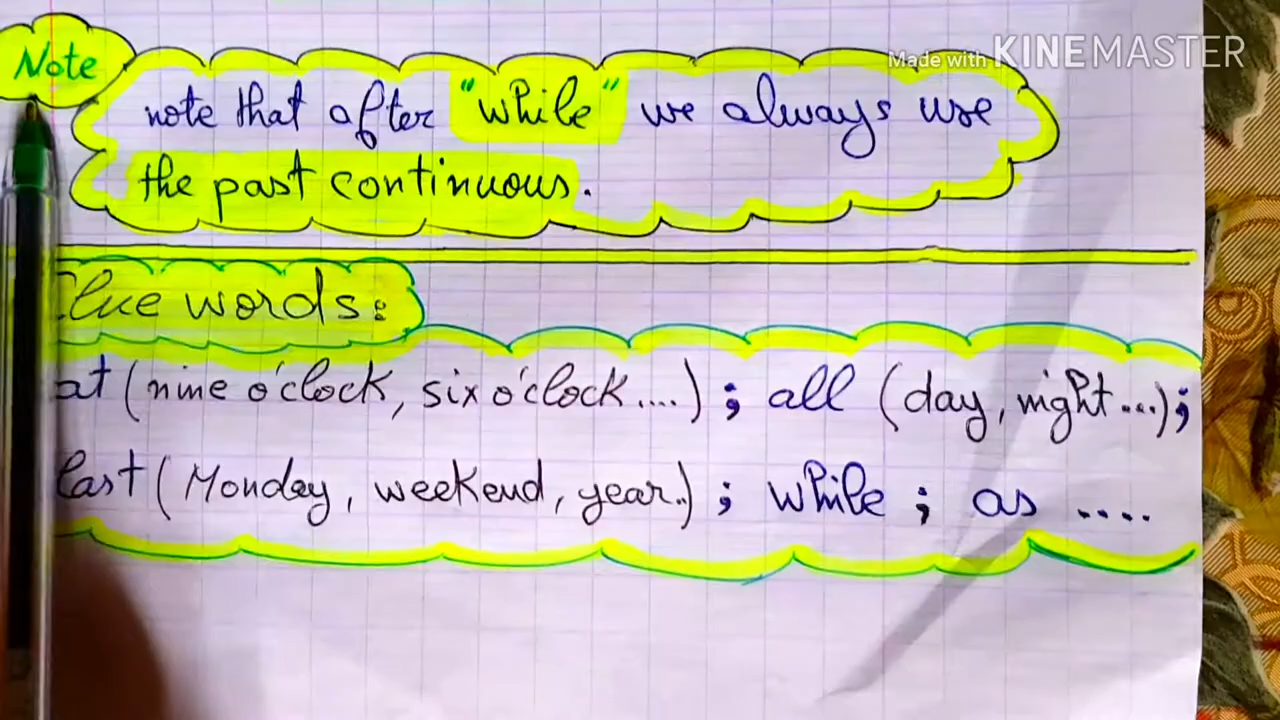 Made with KINEMASTER
Note
note that after "while" we always use
the past continuous.
Clue words:
at (nine o'clock, six o'clock....) ; all (day, night...) ;
last (Monday, weekend, year..) ; while ; as ....